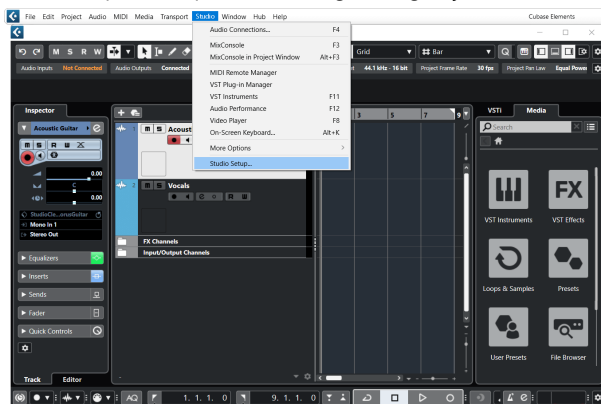 File Edit Project Audio MIDI Media Transport Studio Window Hub Help
Cubase Elements
M S R W
Grid
Bar
Audio Inputs Not Connected Audio Outputs Connected
44.1 kHz - 16 bit Project Frame Rate 30 fps Project Pan Law Equal Power
Audio Connections... F4
MixConsole F3
MixConsole in Project Window Alt+F3
MIDI Remote Manager
VST Plug-in Manager
VST Instruments F11
Audio Performance F12
Video Player F8
On-Screen Keyboard... Alt+K
More Options
Studio Setup...
Inspector
Acoustic Guitar
M S R W
0.00
C
0.00
Mono In 1
Stereo Out
Equalizers
Inserts
Sends
Fader
Quick Controls
Track Editor
1 M S Acoust
2 M S Vocals
R W
FX Channels
Input/Output Channels
3 5 7 9
VSTi Media
Search
VST Instruments
FX
VST Effects
Loops & Samples
Presets
User Presets
File Browser
AQ 1. 1. 1. 0 9. 1. 1. 0